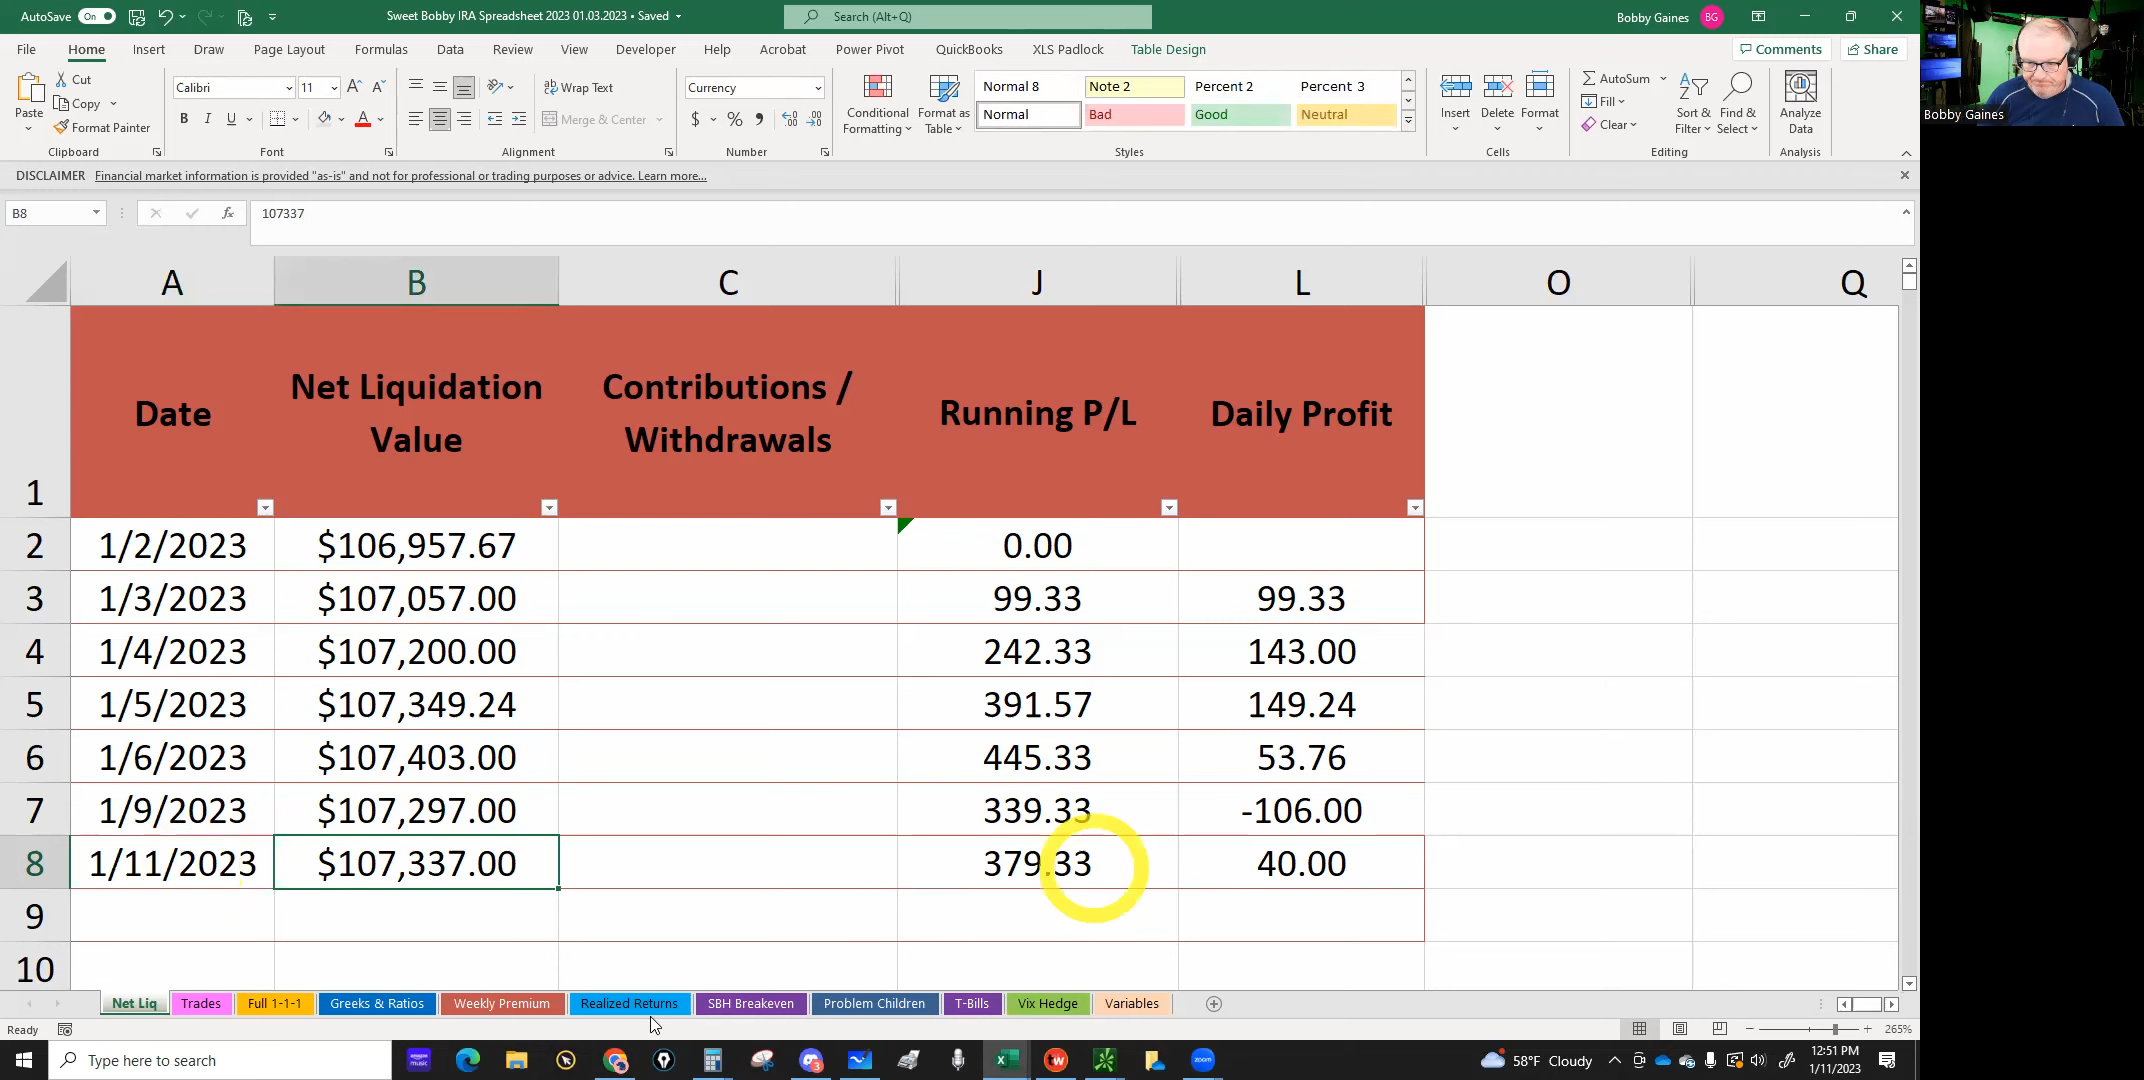 AutoSave On Sweet Bobby IRA Spreadsheet 2023 01.03.2023 • Saved Search (Alt+Q) Bobby Gaines BG
File Home Insert Draw Page Layout Formulas Data Review View Developer Help Acrobat Power Pivot QuickBooks XLS Padlock Table Design Comments Share
Paste
Cut
Copy
Format Painter
Clipboard
Calibri 11
B I U
Font
Wrap Text
Merge & Center
Alignment
Currency
$ % 9
Number
Conditional Formatting
Format as Table
Normal 8 Note 2 Percent 2 Percent 3
Normal Bad Good Neutral
Styles
Insert Delete Format
Cells
AutoSum
Fill
Clear
Sort & Filter
Find & Select
Editing
Analyze Data
Analysis
Bobby Gaines
DISCLAIMER Financial market information is provided "as-is" and not for professional or trading purposes or advice. Learn more...
B8 fx 107337
A B C J L O Q
1 Date Net Liquidation Value Contributions / Withdrawals Running P/L Daily Profit
2 1/2/2023 $106,957.67 0.00
3 1/3/2023 $107,057.00 99.33 99.33
4 1/4/2023 $107,200.00 242.33 143.00
5 1/5/2023 $107,349.24 391.57 149.24
6 1/6/2023 $107,403.00 445.33 53.76
7 1/9/2023 $107,297.00 339.33 -106.00
8 1/11/2023 $107,337.00 379.33 40.00
9
10
Net Liq Trades Full 1-1-1 Greeks & Ratios Weekly Premium Realized Returns SBH Breakeven Problem Children T-Bills Vix Hedge Variables
Ready 265%
Type here to search amazon music 3 tw zoom 58°F Cloudy 12:51 PM
1/11/2023